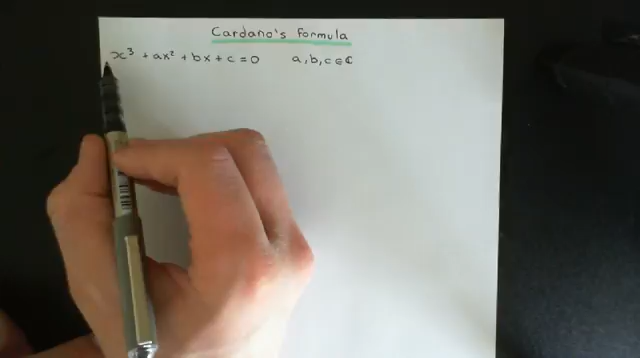 Cardano's Formula
x³ + ax² + bx + c = 0 a, b, c ∈ ℂ